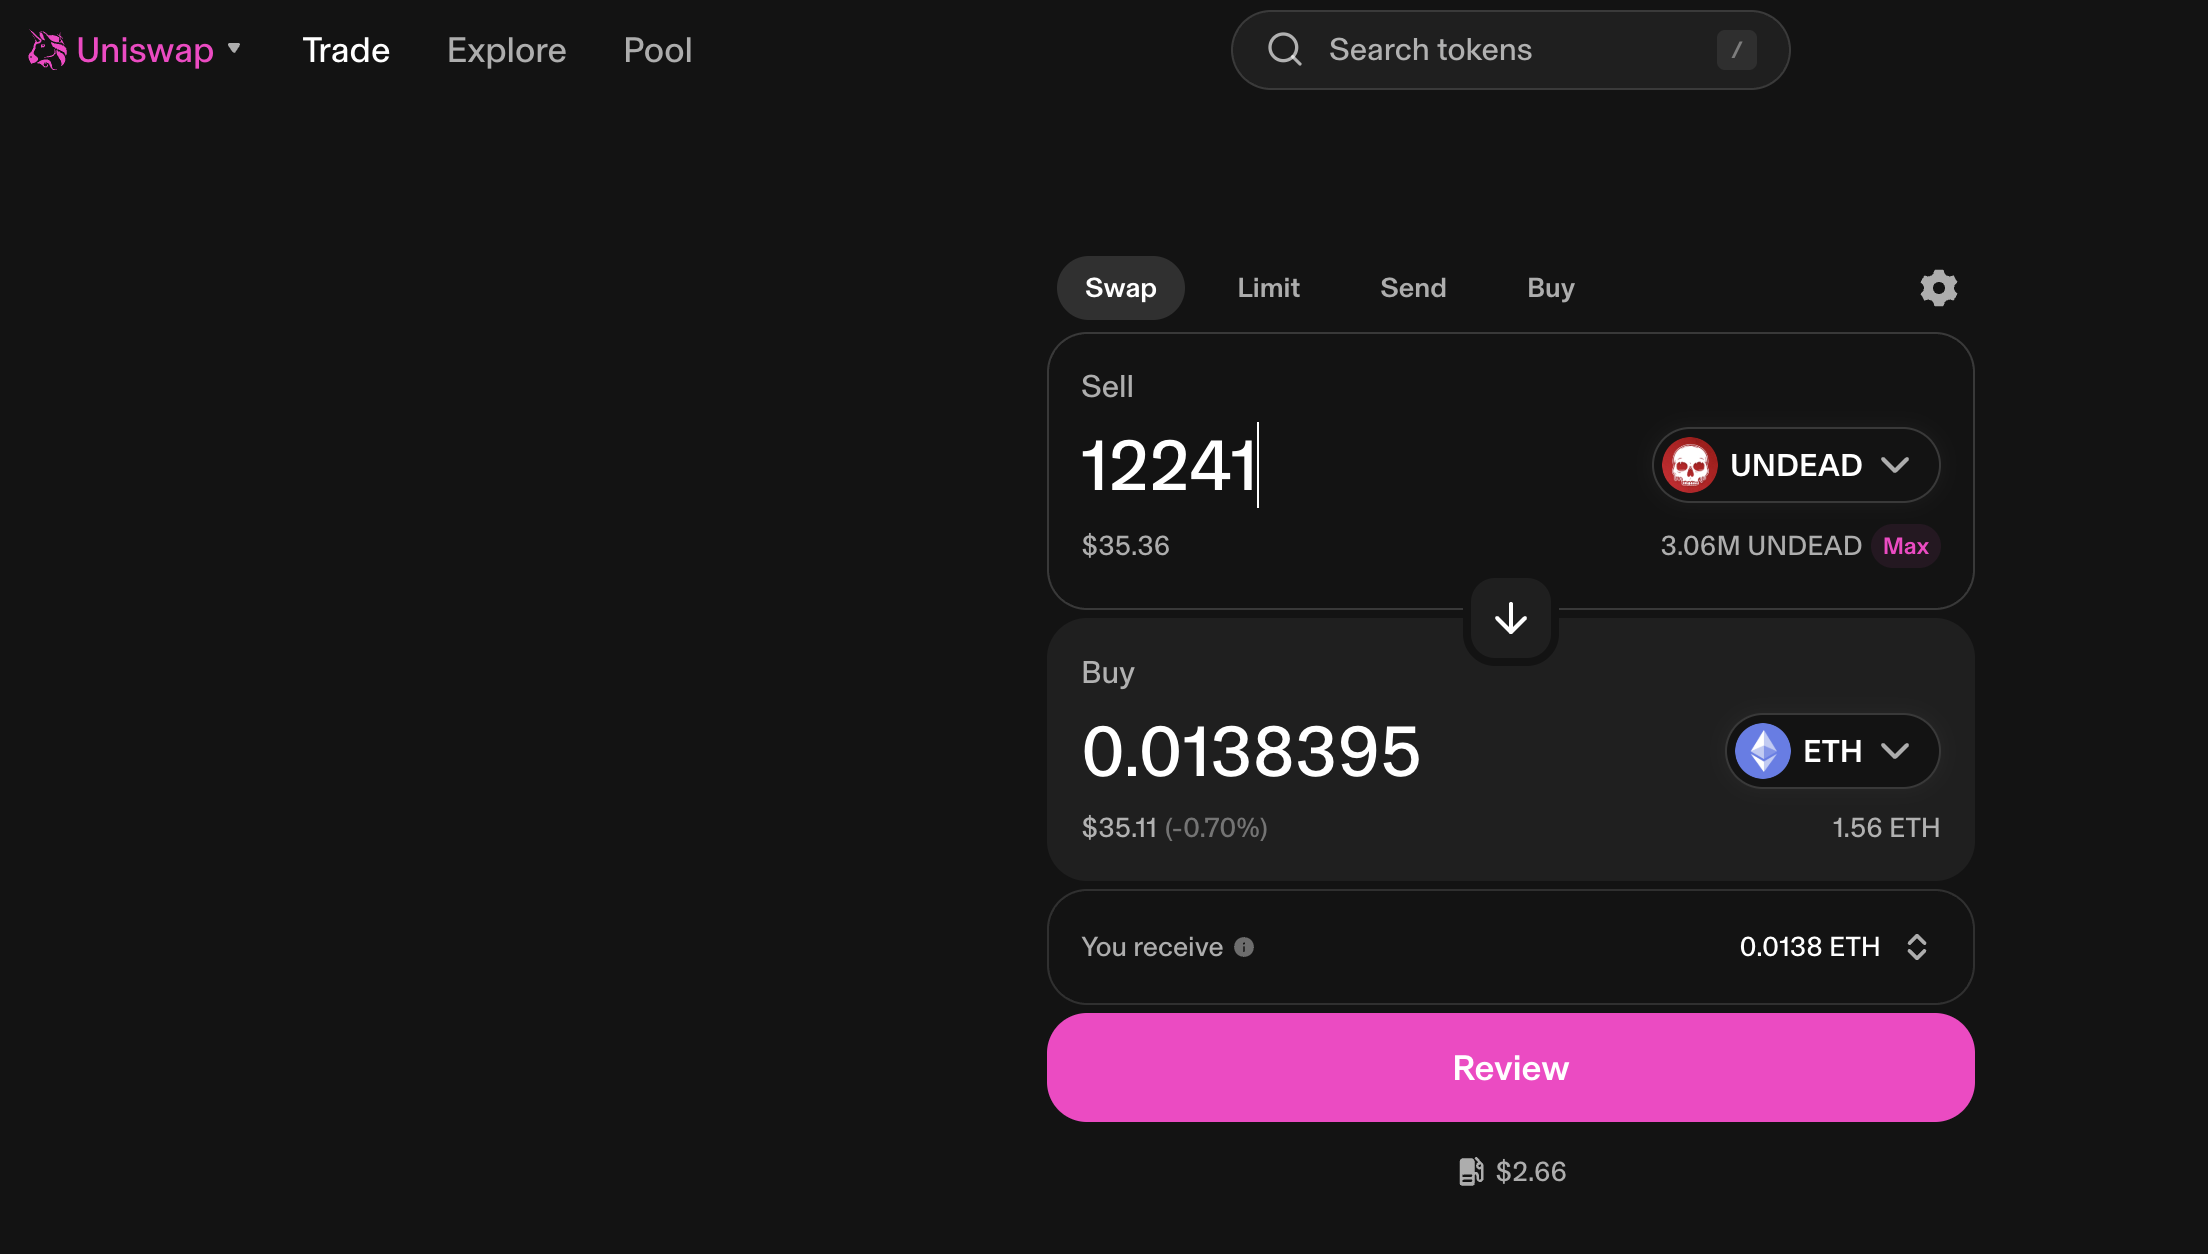 Uniswap Trade Explore Pool Search tokens /
Swap Limit Send Buy
Sell
12241 UNDEAD
$35.36 3.06M UNDEAD Max
Buy
0.0138395 ETH
$35.11 (-0.70%) 1.56 ETH
You receive 0.0138 ETH
Review
$2.66